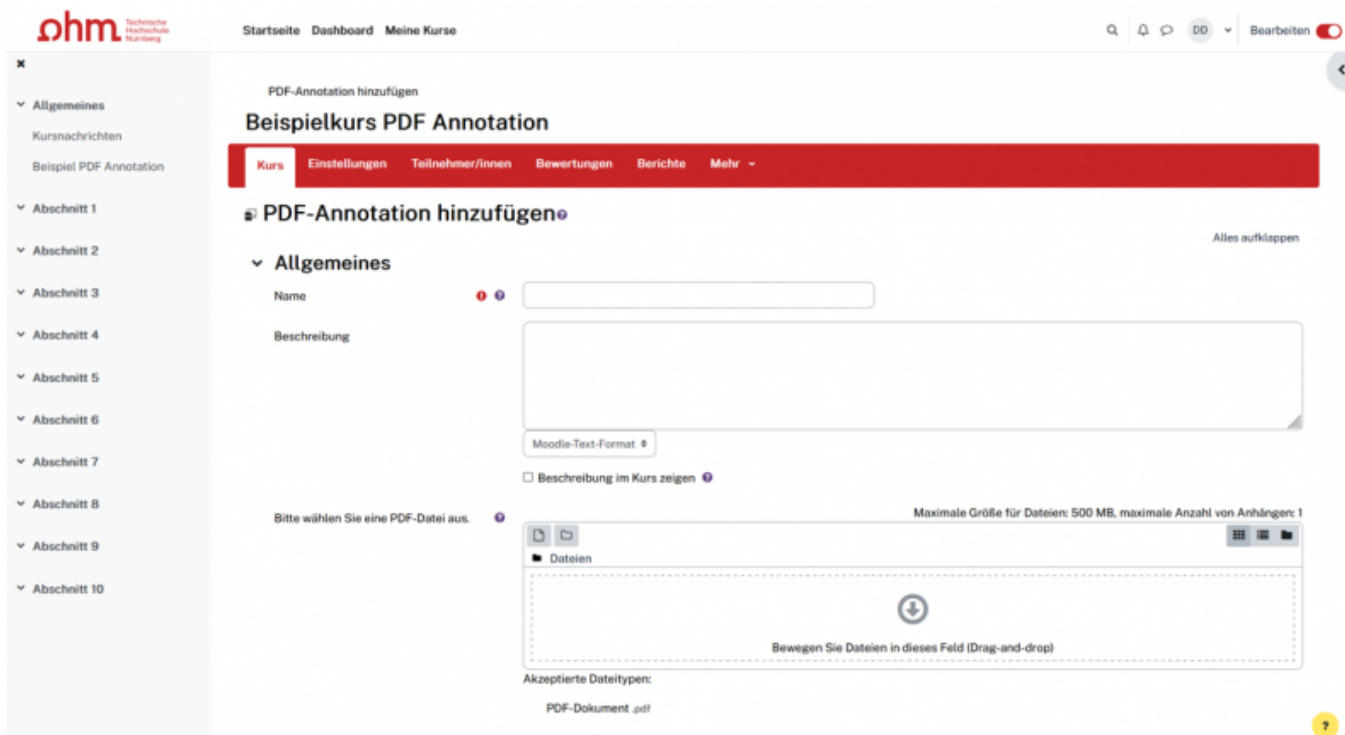 ohm Technische Hochschule Nürnberg
Startseite Dashboard Meine Kurse
DD
Bearbeiten
Allgemeines
Kursnachrichten
Beispiel PDF Annotation
Abschnitt 1
Abschnitt 2
Abschnitt 3
Abschnitt 4
Abschnitt 5
Abschnitt 6
Abschnitt 7
Abschnitt 8
Abschnitt 9
Abschnitt 10
PDF-Annotation hinzufügen
Beispielkurs PDF Annotation
Kurs Einstellungen Teilnehmer/innen Bewertungen Berichte Mehr
PDF-Annotation hinzufügen
Alles aufklappen
Allgemeines
Name
Beschreibung
Moodle-Text-Format
Beschreibung im Kurs zeigen
Bitte wählen Sie eine PDF-Datei aus.
Maximale Größe für Dateien: 500 MB, maximale Anzahl von Anhängen: 1
Dateien
Bewegen Sie Dateien in dieses Feld (Drag-and-drop)
Akzeptierte Dateitypen:
PDF-Dokument .pdf
?